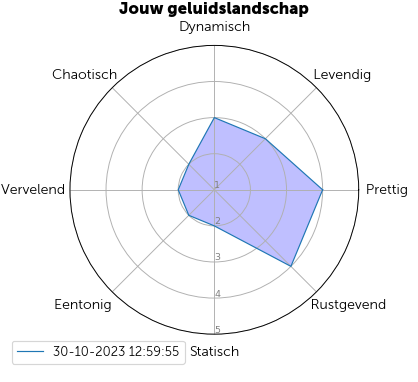 Jouw geluidslandschap
Dynamisch
Chaotisch
Levendig
Vervelend
1
Prettig
2
3
Eentonig
4
Rustgevend
5
30-10-2023 12:59:55
Statisch